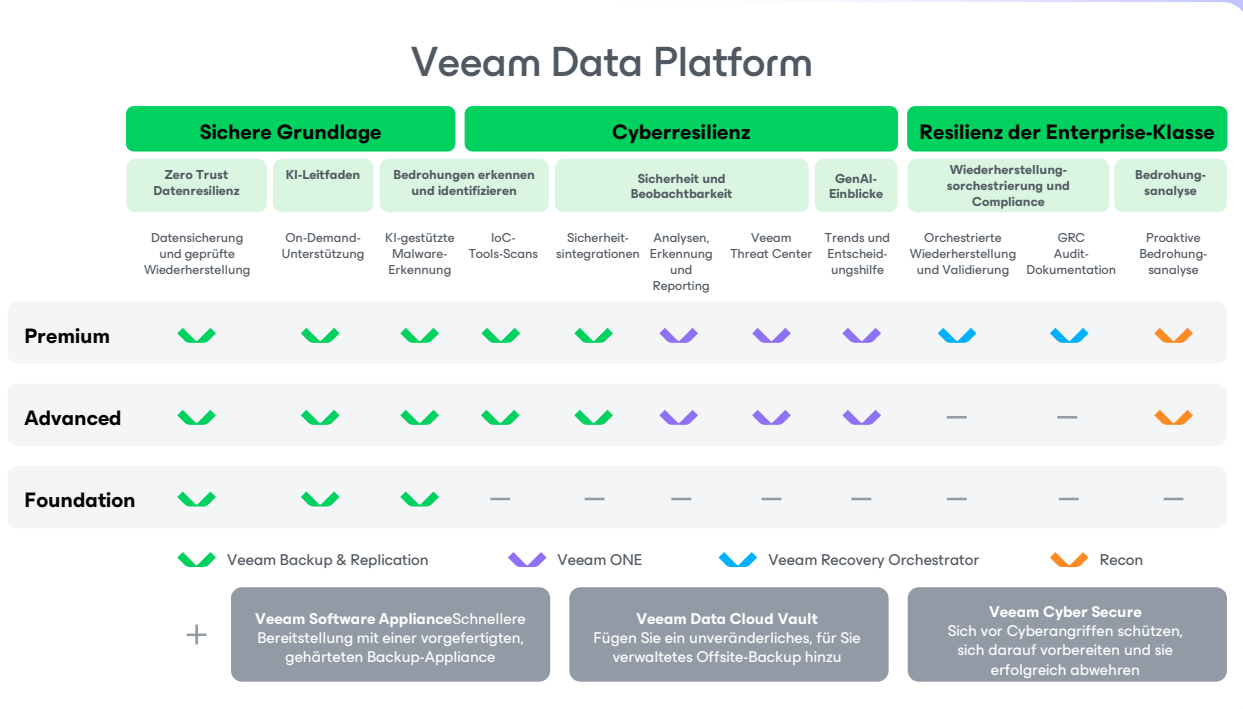 Veeam Data Platform
Sichere Grundlage
Cyberresilienz
Resilienz der Enterprise-Klasse
Zero Trust
Datenresilienz
KI-Leitfaden
Bedrohungen erkennen
und identifizieren
Sicherheit und
Beobachtbarkeit
GenAI-
Einblicke
Wiederherstellung-
sorchestrierung und
Compliance
Bedrohung-
sanalyse
Datensicherung
und geprüfte
Wiederherstellung
On-Demand-
Unterstützung
KI-gestützte
Malware-
Erkennung
IoC-
Tools-Scans
Sicherheit-
sintegrationen
Analysen,
Erkennung
und
Reporting
Veeam
Threat Center
Trends und
Entscheid-
ungshilfe
Orchestrierte
Wiederherstellung
und Validierung
GRC
Audit-
Dokumentation
Proaktive
Bedrohung-
sanalyse
Premium
Advanced
Foundation
Veeam Backup & Replication
Veeam ONE
Veeam Recovery Orchestrator
Recon
+
Veeam Software ApplianceSchnellere
Bereitstellung mit einer vorgefertigten,
gehärteten Backup-Appliance
Veeam Data Cloud Vault
Fügen Sie ein unveränderliches, für Sie
verwaltetes Offsite-Backup hinzu
Veeam Cyber Secure
Sich vor Cyberangriffen schützen,
sich darauf vorbereiten und sie
erfolgreich abwehren